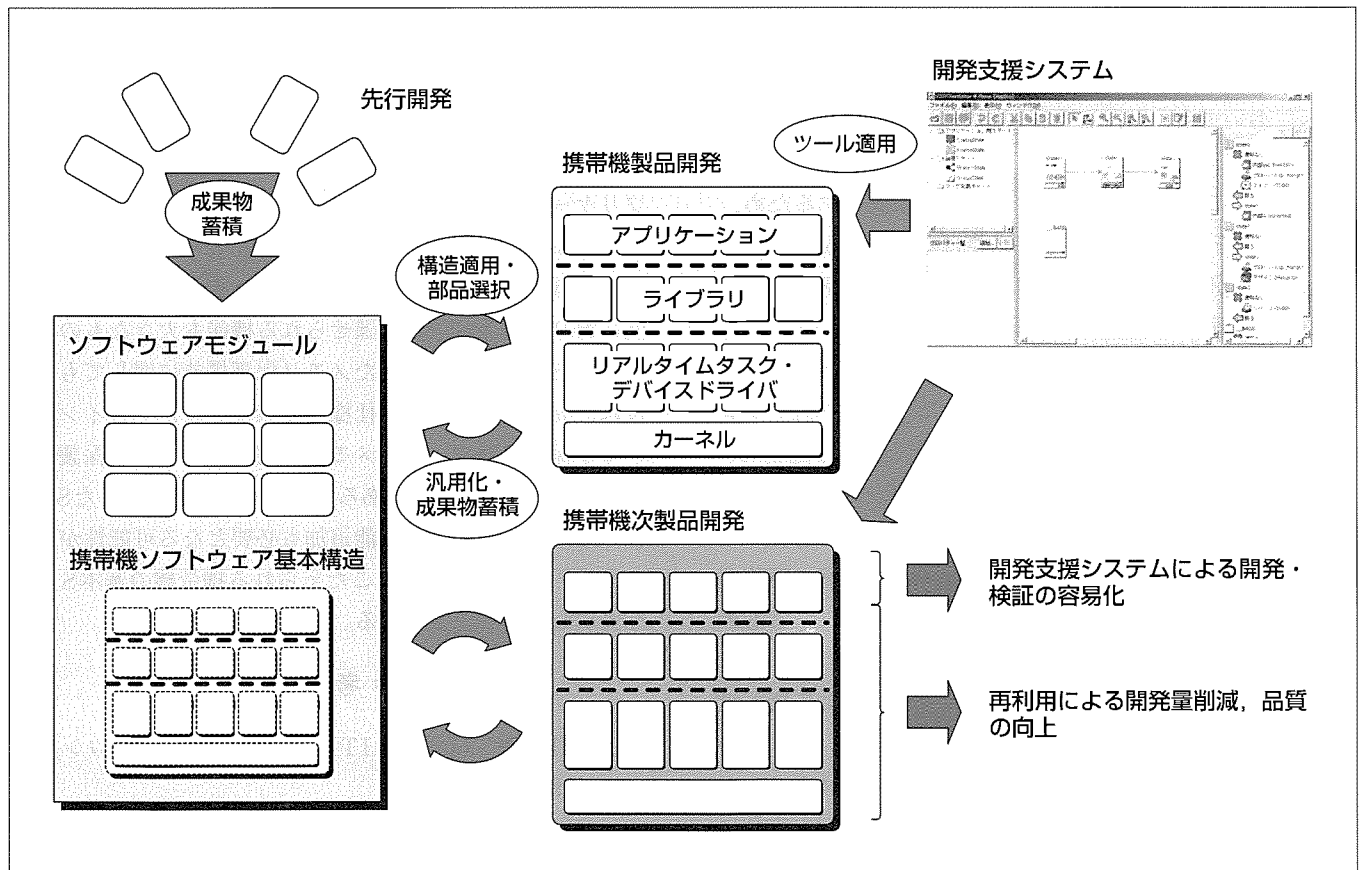 先行開発
成果物
蓄積
ソフトウェアモジュール
携帯機ソフトウェア基本構造
構造適用・
部品選択
汎用化・
成果物蓄積
携帯機製品開発
アプリケーション
ライブラリ
リアルタイムタスク・
デバイスドライバ
カーネル
ツール適用
開発支援システム
携帯機次製品開発
開発支援システムによる開発・
検証の容易化
再利用による開発量削減，品質
の向上